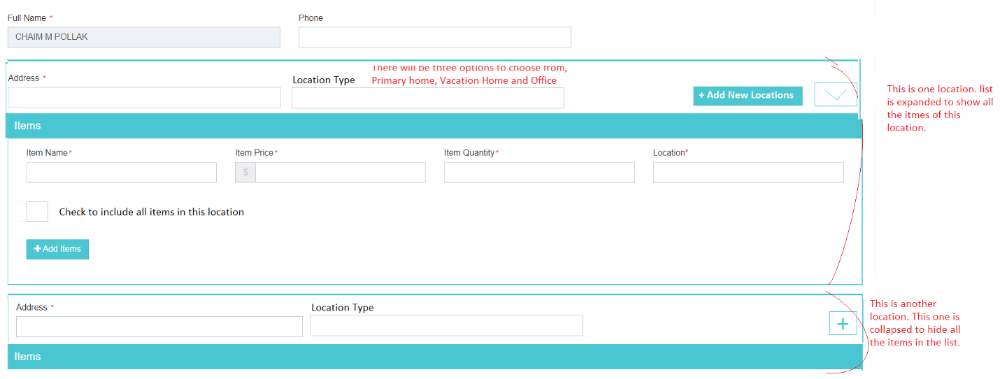 Full Name *
Phone
CHAIM M POLLAK
There will be three options to choose from,
Address *
Location Type
Primary home, Vacation Home and Office
+ Add New Locations
This is one location. list
is expanded to show all
the itmes of this
location.
Items
Item Name*
Item Price*
Item Quantity*
Location*
$
Check to include all items in this location
+ Add Items
This is another
location. This one is
collapsed to hide all
the items in the list.
Address *
Location Type
+
Items